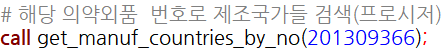 # 해당 의약외품  번호로 제조국가들 검색(프로시저)
call get_manuf_countries_by_no(201309366);